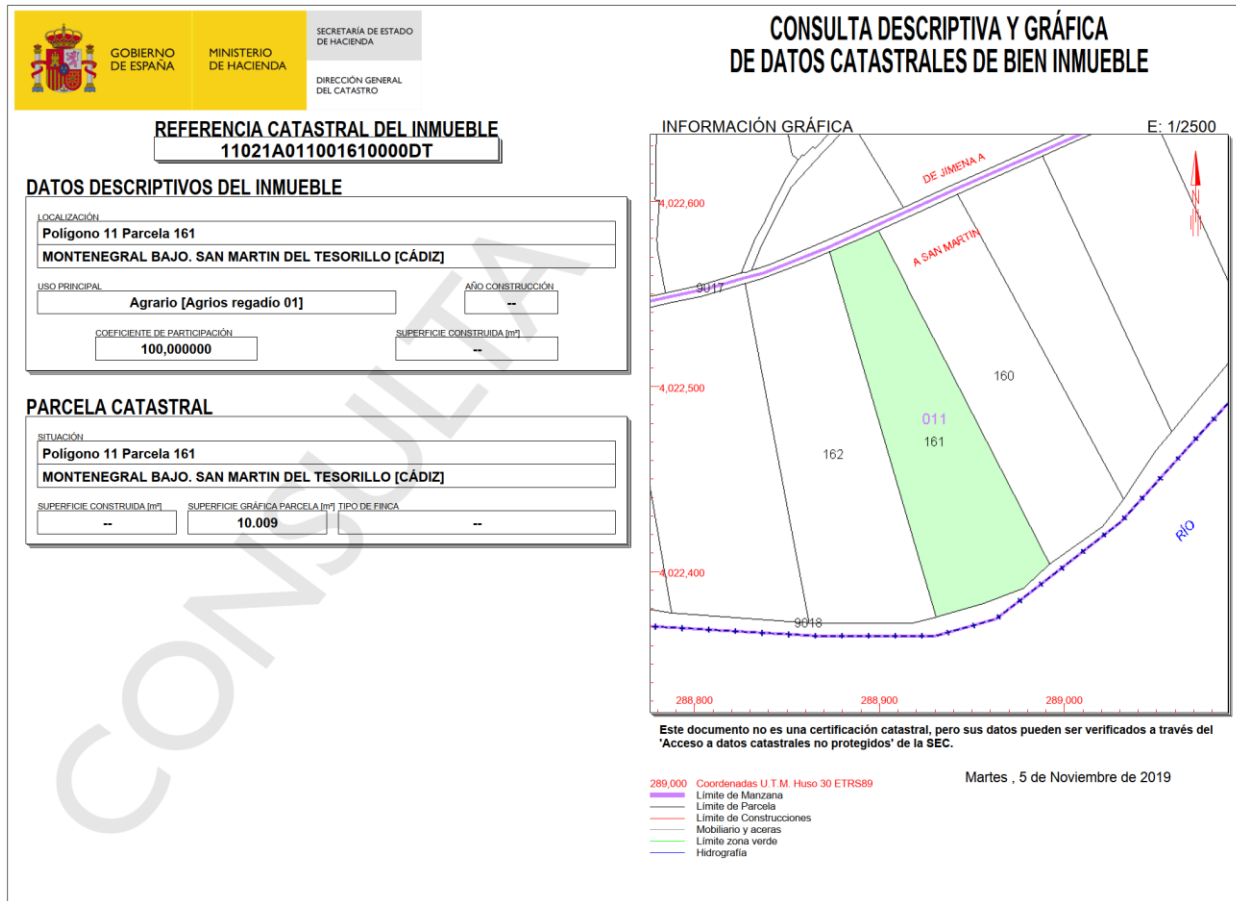 GOBIERNO
DE ESPAÑA
MINISTERIO
DE HACIENDA
SECRETARÍA DE ESTADO
DE HACIENDA
DIRECCIÓN GENERAL
DEL CATASTRO
CONSULTA DESCRIPTIVA Y GRÁFICA
DE DATOS CATASTRALES DE BIEN INMUEBLE
REFERENCIA CATASTRAL DEL INMUEBLE
11021A011001610000DT
DATOS DESCRIPTIVOS DEL INMUEBLE
LOCALIZACIÓN
Polígono 11 Parcela 161
MONTENEGRAL BAJO. SAN MARTIN DEL TESORILLO [CÁDIZ]
USO PRINCIPAL
Agrario [Agrios regadío 01]
AÑO CONSTRUCCIÓN
--
COEFICIENTE DE PARTICIPACIÓN
100,000000
SUPERFICIE CONSTRUIDA [m²]
--
PARCELA CATASTRAL
SITUACIÓN
Polígono 11 Parcela 161
MONTENEGRAL BAJO. SAN MARTIN DEL TESORILLO [CÁDIZ]
SUPERFICIE CONSTRUIDA [m²]
--
SUPERFICIE GRÁFICA PARCELA [m²]
10.009
TIPO DE FINCA
--
CONSULTA
INFORMACIÓN GRÁFICA
E: 1/2500
DE JIMENA A
A SAN MARTIN
N
4,022,600
9017
4,022,500
160
011
161
162
RÍO
4,022,400
9018
288,800
288,900
289,000
Este documento no es una certificación catastral, pero sus datos pueden ser verificados a través del
'Acceso a datos catastrales no protegidos' de la SEC.
Martes , 5 de Noviembre de 2019
289,000 Coordenadas U.T.M. Huso 30 ETRS89
Límite de Manzana
Límite de Parcela
Límite de Construcciones
Mobiliario y aceras
Límite zona verde
Hidrografía